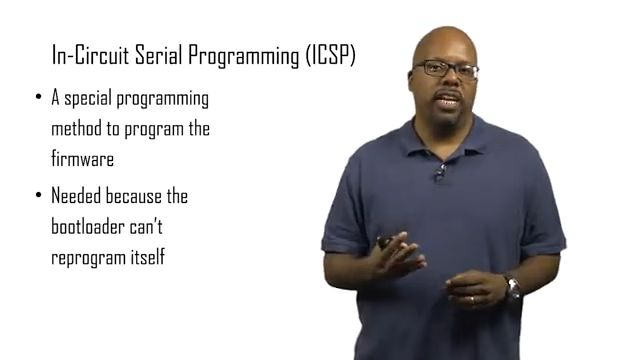 In-Circuit Serial Programming (ICSP)
• A special programming
method to program the
firmware
• Needed because the
bootloader can't
reprogram itself